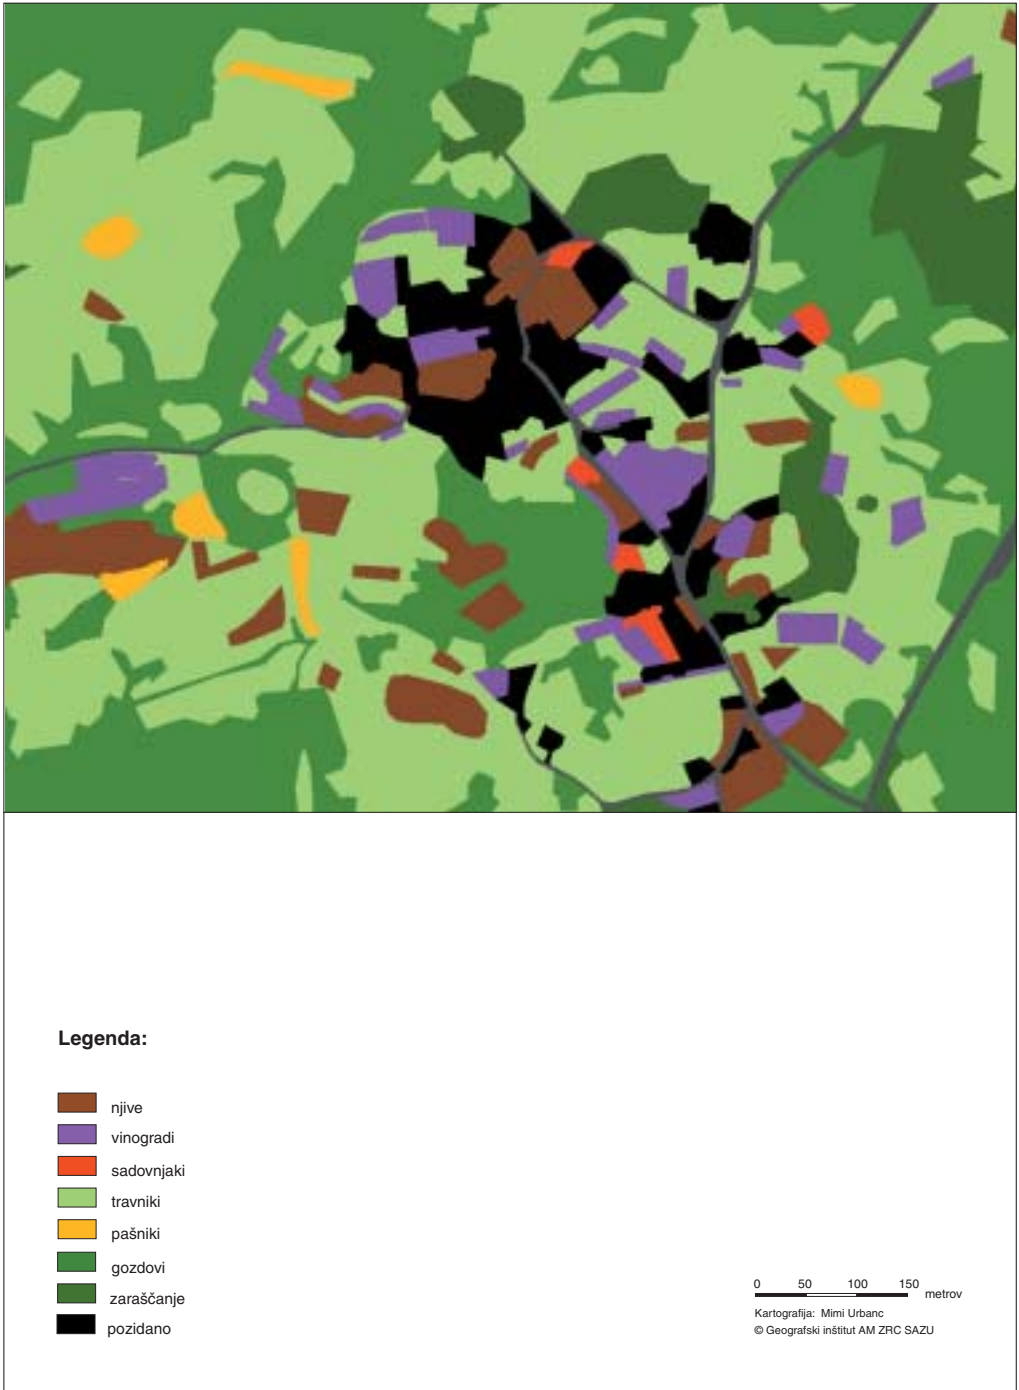 Legenda:
njive
vinogradi
sadovnjaki
travniki
pašniki
gozdovi
zaraščanje
pozidano
0 50 100 150
metrov
Kartografija: Mimi Urbanc
© Geografski inštitut AM ZRC SAZU